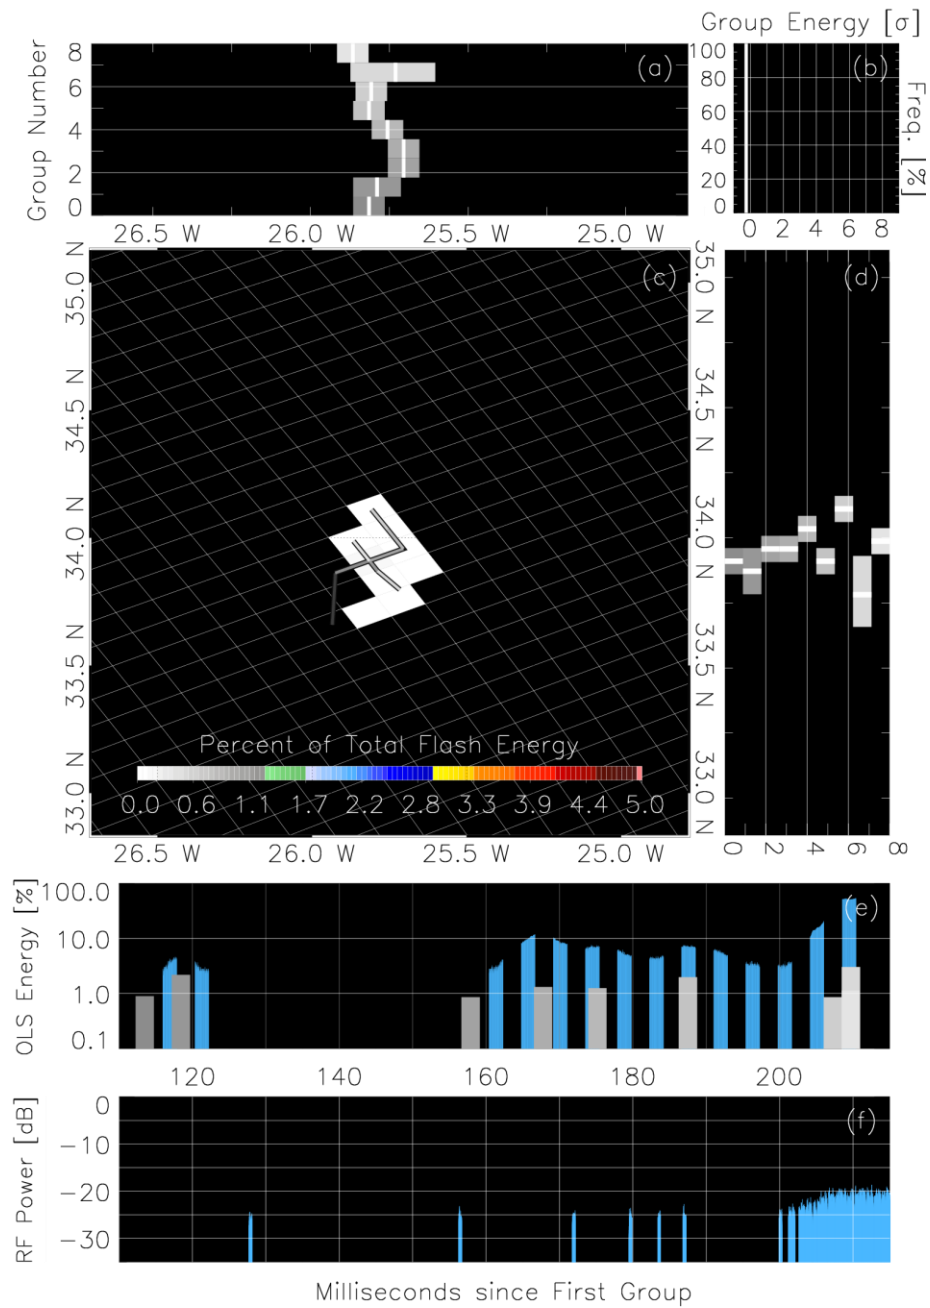 Group Energy [σ]
Group Number
8
6
4
2
0
(a)
26.5 W
26.0 W
25.5 W
25.0 W
100
80
60
40
20
0
(b)
Freq. [%]
0 2 4 6 8
35.0 N
34.5 N
34.0 N
33.5 N
33.0 N
(c)
Percent of Total Flash Energy
0.0 0.6 1.1 1.7 2.2 2.8 3.3 3.9 4.4 5.0
26.5 W
26.0 W
25.5 W
25.0 W
35.0 N
34.5 N
34.0 N
33.5 N
33.0 N
(d)
0 2 4 6 8
OLS Energy [%]
100.0
10.0
1.0
0.1
(e)
120 140 160 180 200
RF Power [dB]
0
-10
-20
-30
(f)
Milliseconds since First Group